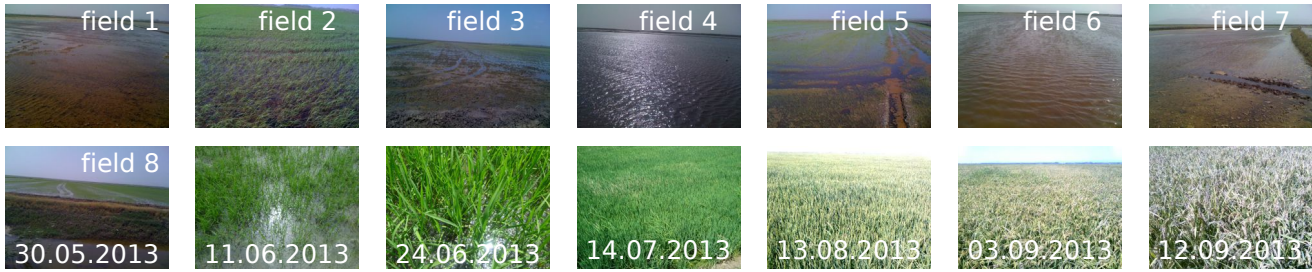 field 1
field 2
field 3
field 4
field 5
field 6
field 7
field 8
30.05.2013
11.06.2013
24.06.2013
14.07.2013
13.08.2013
03.09.2013
12.09.2013